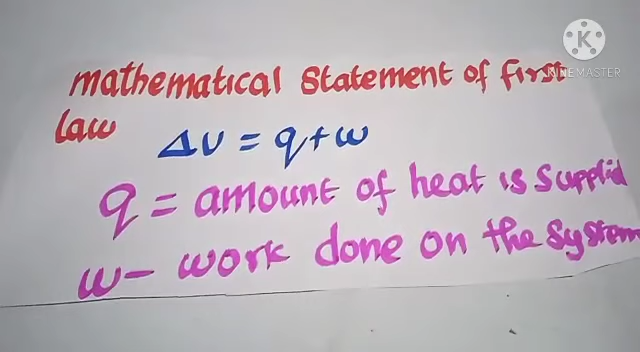 KINEMASTER
mathematical Statement of first
law
ΔU = q+w
q = amount of heat is Supplid
w- work done on the System